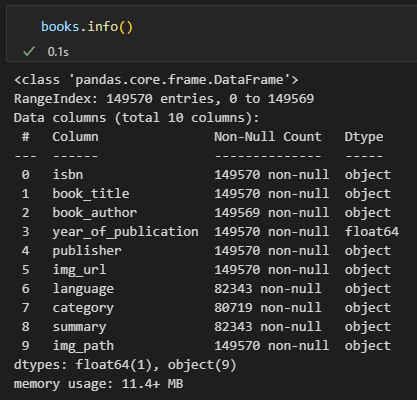 books.info()
✓ 0.1s
<class 'pandas.core.frame.DataFrame'>
RangeIndex: 149570 entries, 0 to 149569
Data columns (total 10 columns):
 #   Column               Non-Null Count   Dtype
---  ------               --------------   -----
 0   isbn                 149570 non-null  object
 1   book_title           149570 non-null  object
 2   book_author          149569 non-null  object
 3   year_of_publication  149570 non-null  float64
 4   publisher            149570 non-null  object
 5   img_url              149570 non-null  object
 6   language             82343 non-null   object
 7   category             80719 non-null   object
 8   summary              82343 non-null   object
 9   img_path             149570 non-null  object
dtypes: float64(1), object(9)
memory usage: 11.4+ MB